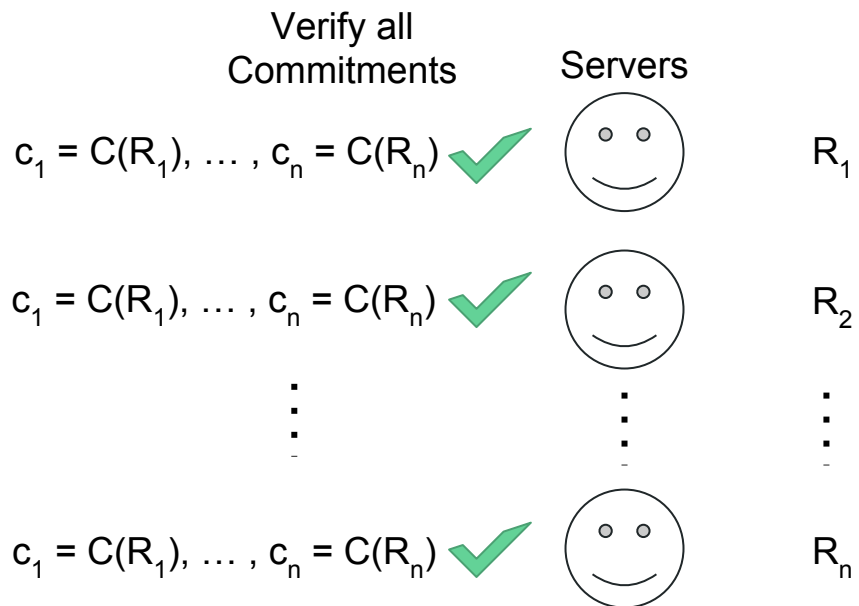 Verify all
Commitments
Servers
c₁ = C(R₁), … , cₙ = C(Rₙ)
R₁
c₁ = C(R₁), … , cₙ = C(Rₙ)
R₂
c₁ = C(R₁), … , cₙ = C(Rₙ)
Rₙ